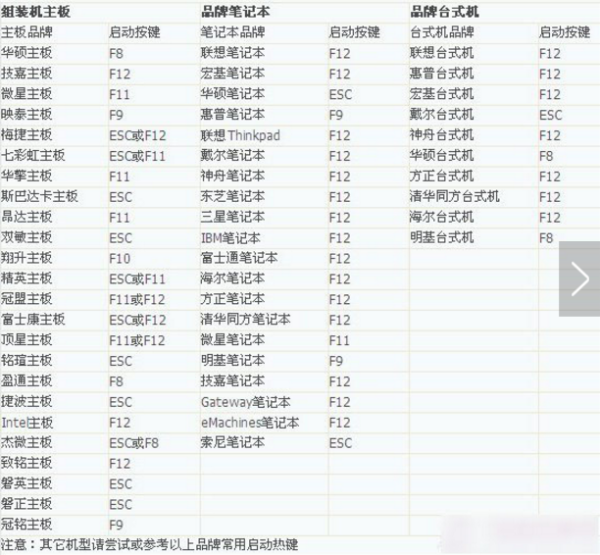 组装机主板 品牌笔记本 品牌台式机
主板品牌 启动按键 笔记本品牌 启动按键 台式机品牌 启动按键
华硕主板 F8 联想笔记本 F12 联想台式机 F12
技嘉主板 F12 宏基笔记本 F12 惠普台式机 F12
微星主板 F11 华硕笔记本 ESC 宏基台式机 F12
映泰主板 F9 惠普笔记本 F9 戴尔台式机 ESC
梅捷主板 ESC或F12 联想Thinkpad F12 神舟台式机 F12
七彩虹主板 ESC或F11 戴尔笔记本 F12 华硕台式机 F8
华擎主板 F11 神舟笔记本 F12 方正台式机 F12
斯巴达卡主板 ESC 东芝笔记本 F12 清华同方台式机 F12
昂达主板 F11 三星笔记本 F12 海尔台式机 F12
双敏主板 ESC IBM笔记本 F12 明基台式机 F8
翔升主板 F10 富士通笔记本 F12
精英主板 ESC或F11 海尔笔记本 F12
冠盟主板 F11或F12 方正笔记本 F12
富士康主板 ESC或F12 清华同方笔记本 F12
顶星主板 F11或F12 微星笔记本 F11
铭瑄主板 ESC 明基笔记本 F9
盈通主板 F8 技嘉笔记本 F12
捷波主板 ESC Gateway笔记本 F12
Intel主板 F12 eMachines笔记本 F12
杰微主板 ESC或F8 索尼笔记本 ESC
致铭主板 F12
磐英主板 ESC
磐正主板 ESC
冠铭主板 F9
注意：其它机型请尝试或参考以上品牌常用启动热键